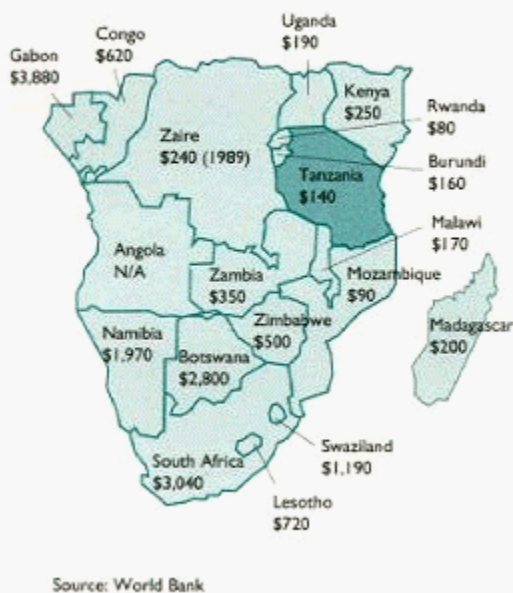 Uganda
$190
Congo
$620
Gabon
$3,880
Kenya
$250
Rwanda
$80
Zaire
$240 (1989)
Burundi
$160
Tanzania
$140
Malawi
$170
Angola
N/A
Zambia
$350
Mozambique
$90
Zimbabwe
$500
Madagascar
$200
Namibia
$1,970
Botswana
$2,800
Swaziland
$1,190
South Africa
$3,040
Lesotho
$720
Source: World Bank